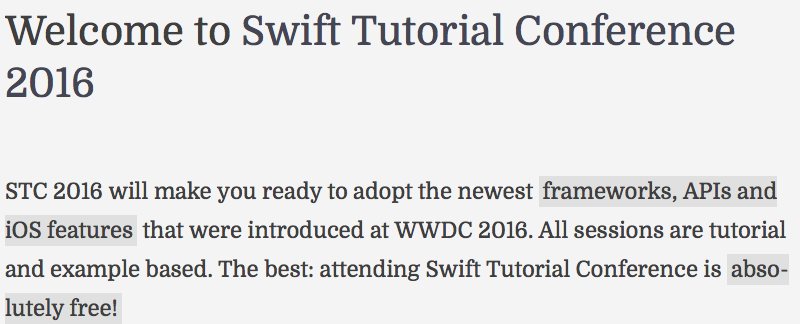 Welcome to Swift Tutorial Conference
2016
STC 2016 will make you ready to adopt the newest frameworks, APIs and
iOS features that were introduced at WWDC 2016. All sessions are tutorial
and example based. The best: attending Swift Tutorial Conference is abso-
lutely free!